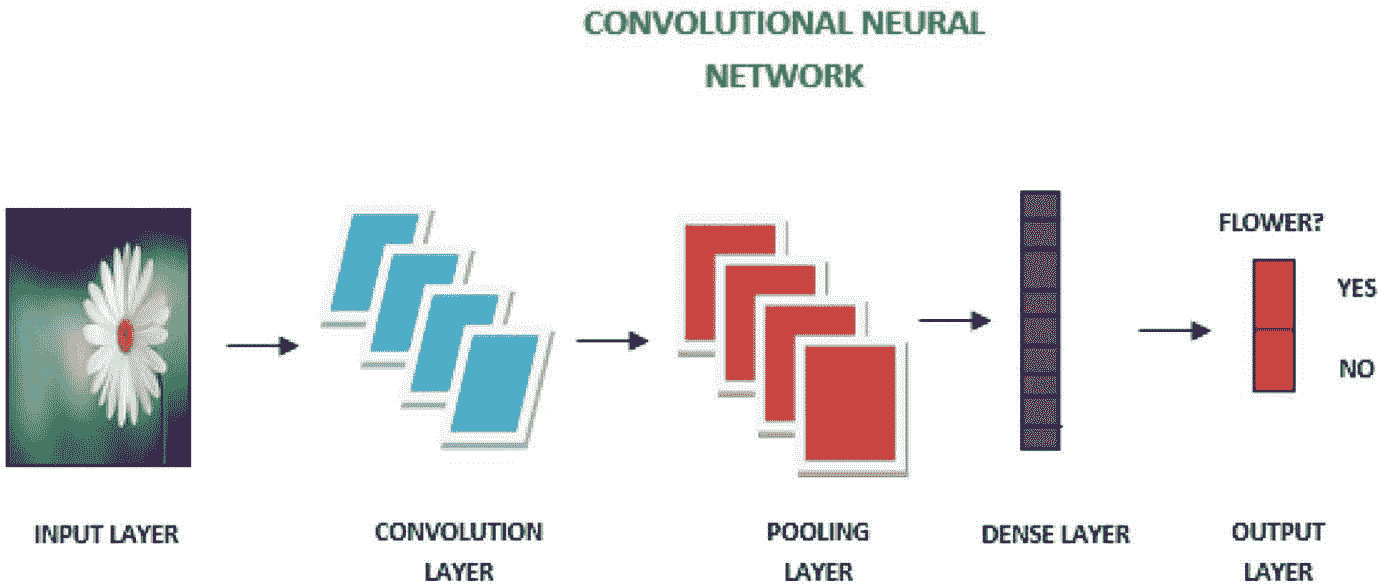 CONVOLUTIONAL NEURAL
NETWORK
FLOWER?
YES
NO
INPUT LAYER
CONVOLUTION
LAYER
POOLING
LAYER
DENSE LAYER
OUTPUT
LAYER